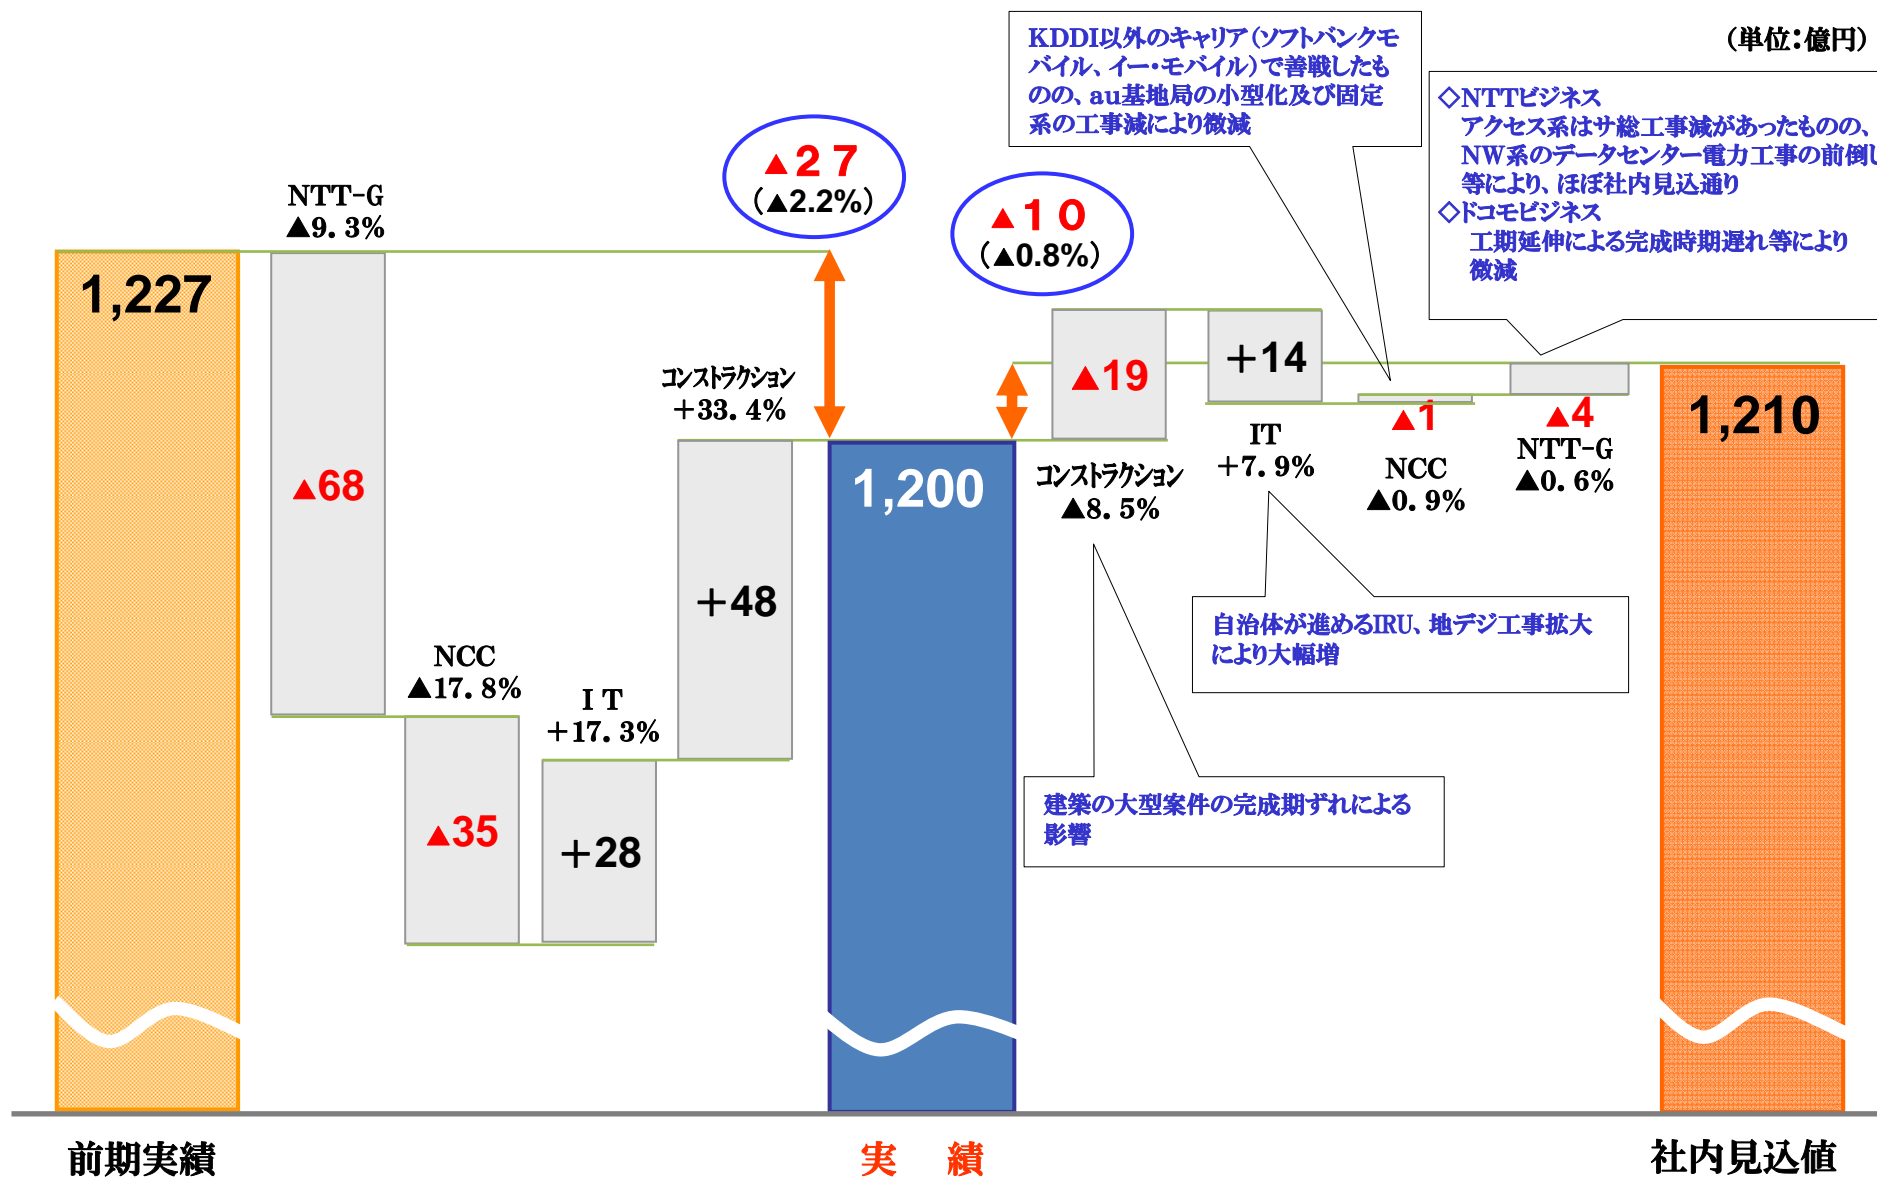 （単位：億円）
KDDI以外のキャリア（ソフトバンクモ
バイル、イー・モバイル）で善戦したも
のの、au基地局の小型化及び固定
系の工事減により微減
◇NTTビジネス
アクセス系はサ総工事減があったものの、
NW系のデータセンター電力工事の前倒し
等により、ほぼ社内見込通り
◇ドコモビジネス
工期延伸による完成時期遅れ等により
微減
▲27
（▲2.2%）
▲10
（▲0.8%）
NTT-G
▲9.3%
1,227
▲68
NCC
▲17.8%
▲35
IT
+17.3%
+28
コンストラクション
+33.4%
+48
1,200
▲19
コンストラクション
▲8.5%
+14
IT
+7.9%
▲1
NCC
▲0.9%
▲4
NTT-G
▲0.6%
1,210
自治体が進めるIRU、地デジ工事拡大
により大幅増
建築の大型案件の完成期ずれによる
影響
前期実績
実　績
社内見込値